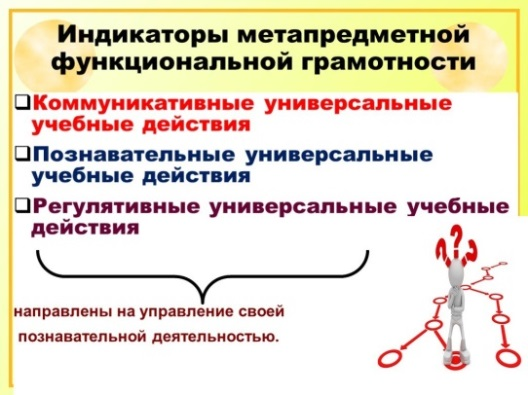 Индикаторы метапредметной
функциональной грамотности
Коммуникативные универсальные
учебные действия
Познавательные универсальные
учебные действия
Регулятивные универсальные учебные
действия
направлены на управление своей
познавательной деятельностью.
???